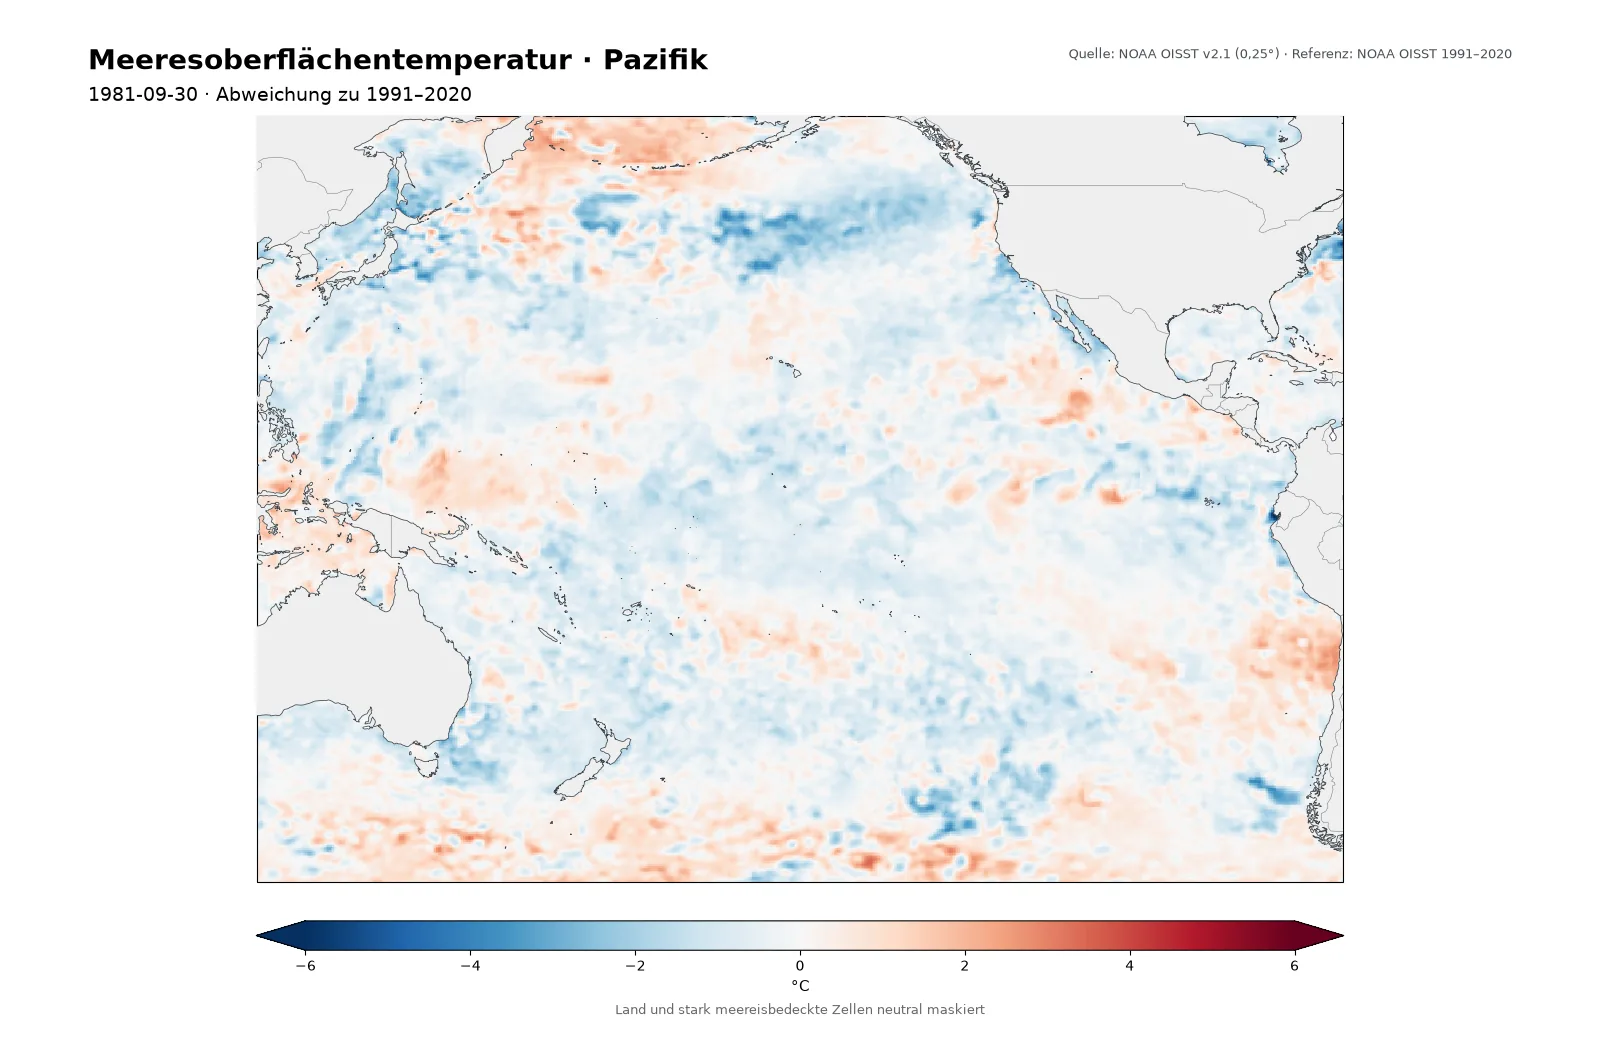 Meeresoberflächentemperatur · Pazifik
Quelle: NOAA OISST v2.1 (0,25°) · Referenz: NOAA OISST 1991–2020
1981-09-30 · Abweichung zu 1991–2020
−6 −4 −2 0 2 4 6
°C
Land und stark meereisbedeckte Zellen neutral maskiert